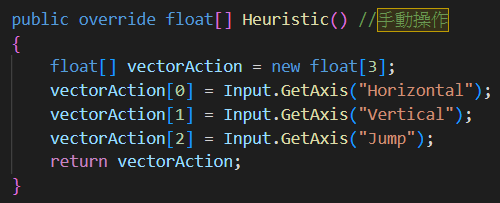 public override float[] Heuristic() //手動操作
{
    float[] vectorAction = new float[3];
    vectorAction[0] = Input.GetAxis("Horizontal");
    vectorAction[1] = Input.GetAxis("Vertical");
    vectorAction[2] = Input.GetAxis("Jump");
    return vectorAction;
}